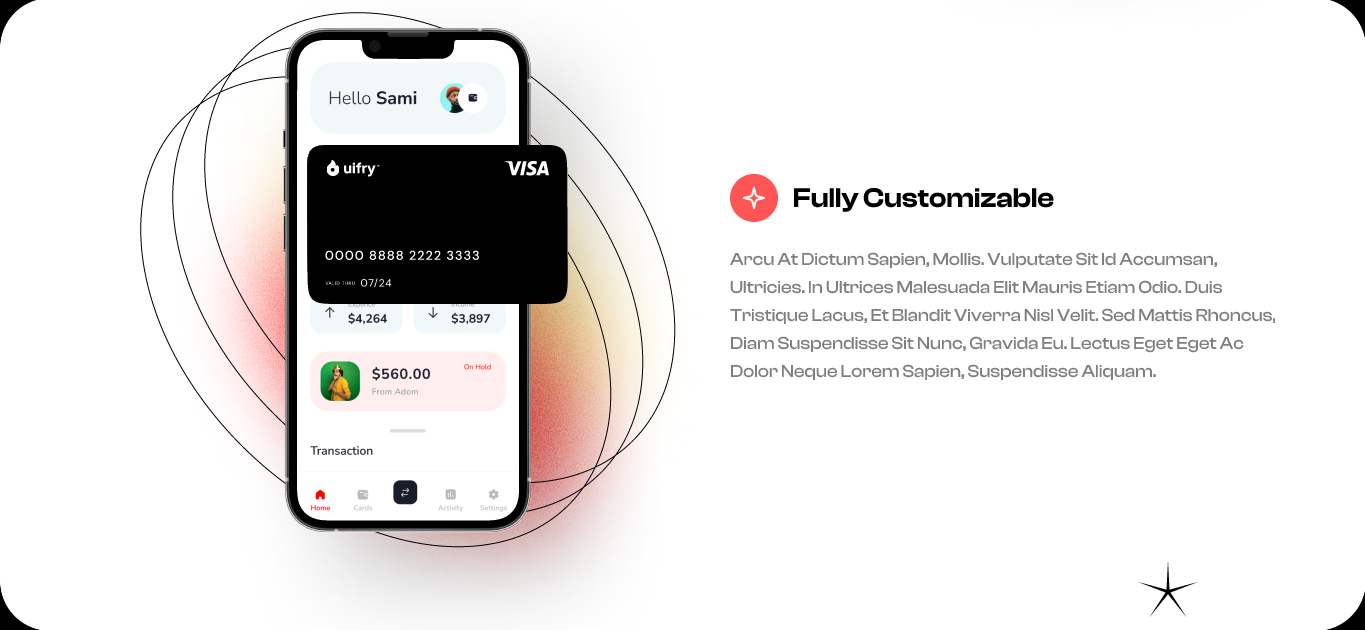 Hello Sami
uifry™
VISA
0000 8888 2222 3333
VALID THRU 07/24
Income
$4,264
$3,897
$560.00
On Hold
From Adom
Transaction
Home
Cards
Activity
Settings
Fully Customizable
Arcu At Dictum Sapien, Mollis. Vulputate Sit Id Accumsan,
Ultricies. In Ultrices Malesuada Elit Mauris Etiam Odio. Duis
Tristique Lacus, Et Blandit Viverra Nisl Velit. Sed Mattis Rhoncus,
Diam Suspendisse Sit Nunc, Gravida Eu. Lectus Eget Eget Ac
Dolor Neque Lorem Sapien, Suspendisse Aliquam.